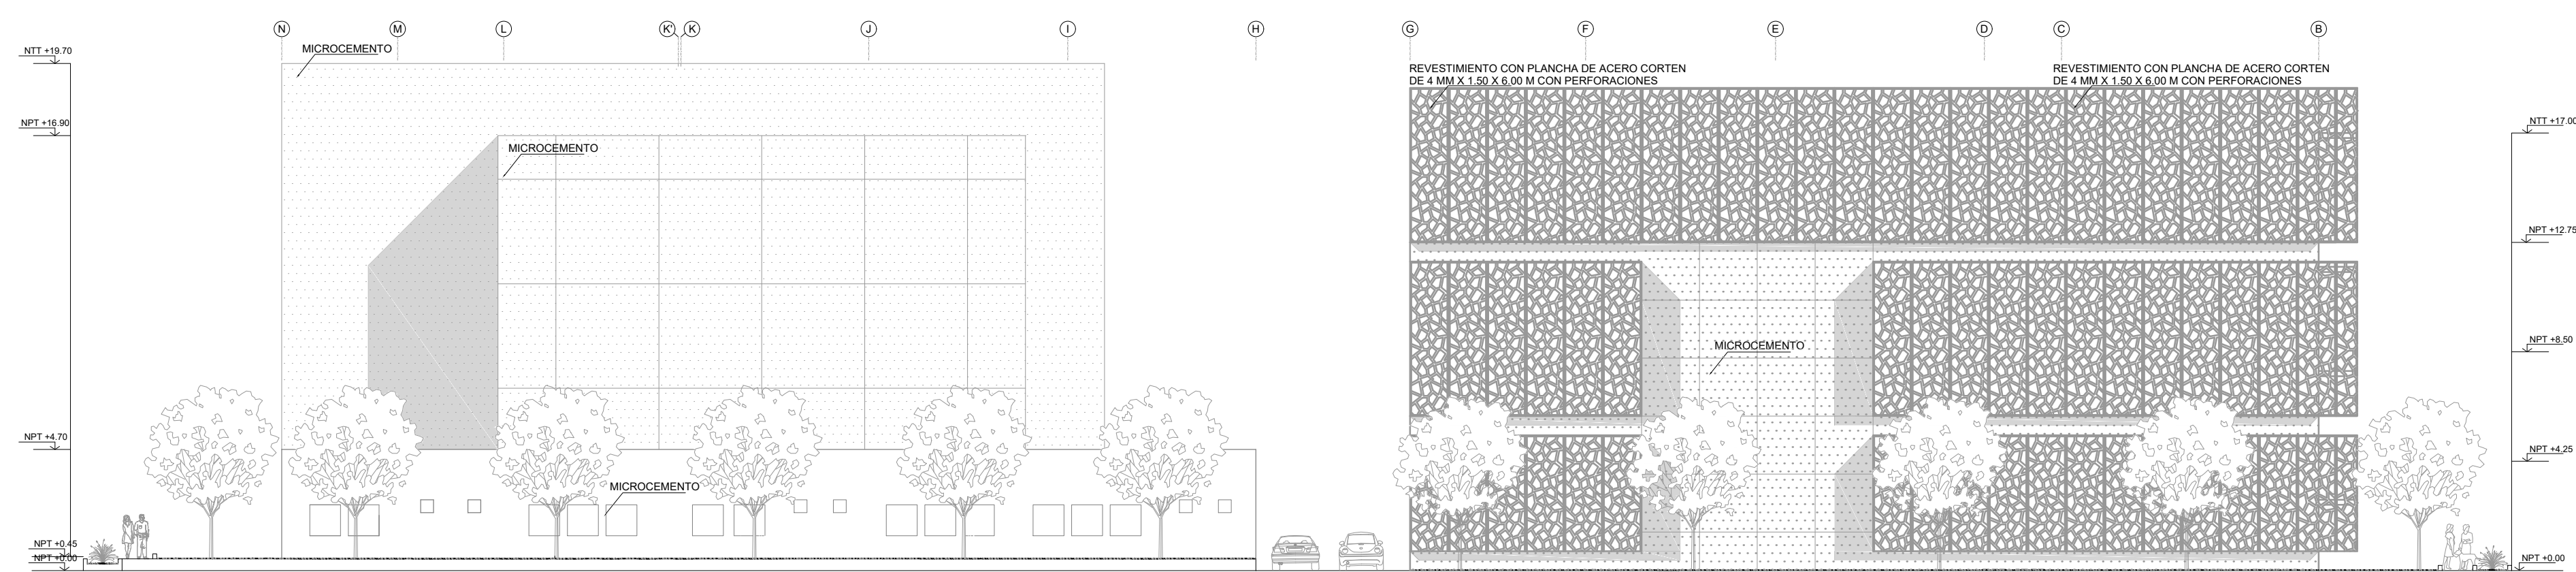 N
M
L
K'
K
J
I
H
G
F
E
D
C
B
NTT +19.70
MICROCEMENTO
REVESTIMIENTO CON PLANCHA DE ACERO CORTEN
DE 4 MM X 1.50 X 6.00 M CON PERFORACIONES
REVESTIMIENTO CON PLANCHA DE ACERO CORTEN
DE 4 MM X 1.50 X 6.00 M CON PERFORACIONES
NPT +16.90
NTT +17.00
MICROCEMENTO
NPT +12.75
NPT +8.50
MICROCEMENTO
NPT +4.70
NPT +4.25
MICROCEMENTO
NPT +0.45
NPT +0.00
NPT +0.00